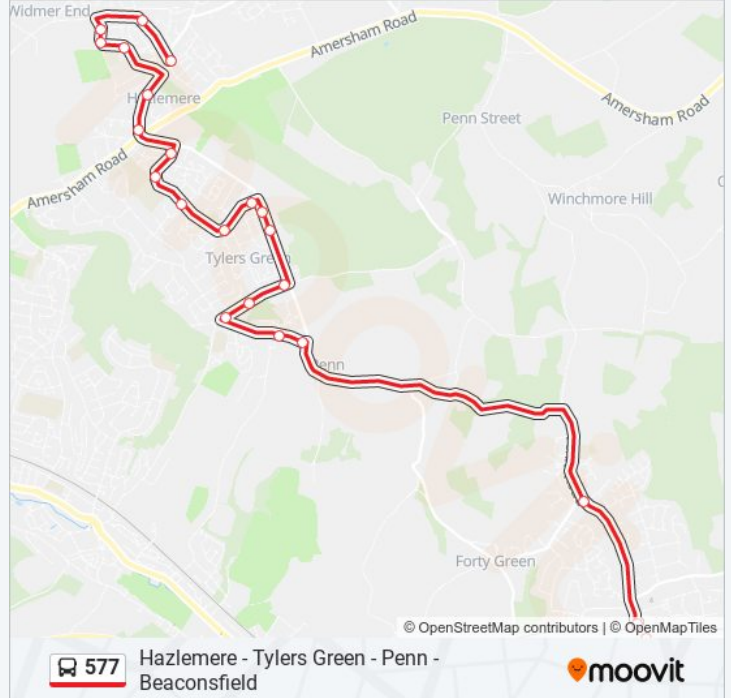 Widmer End
Amersham Road
Hazlemere
Amersham Road
Penn Street
Amersham Road
Winchmore Hill
Tylers Green
Penn
Forty Green
© OpenStreetMap contributors | © OpenMapTiles
577
Hazlemere - Tylers Green - Penn -
Beaconsfield
moovit